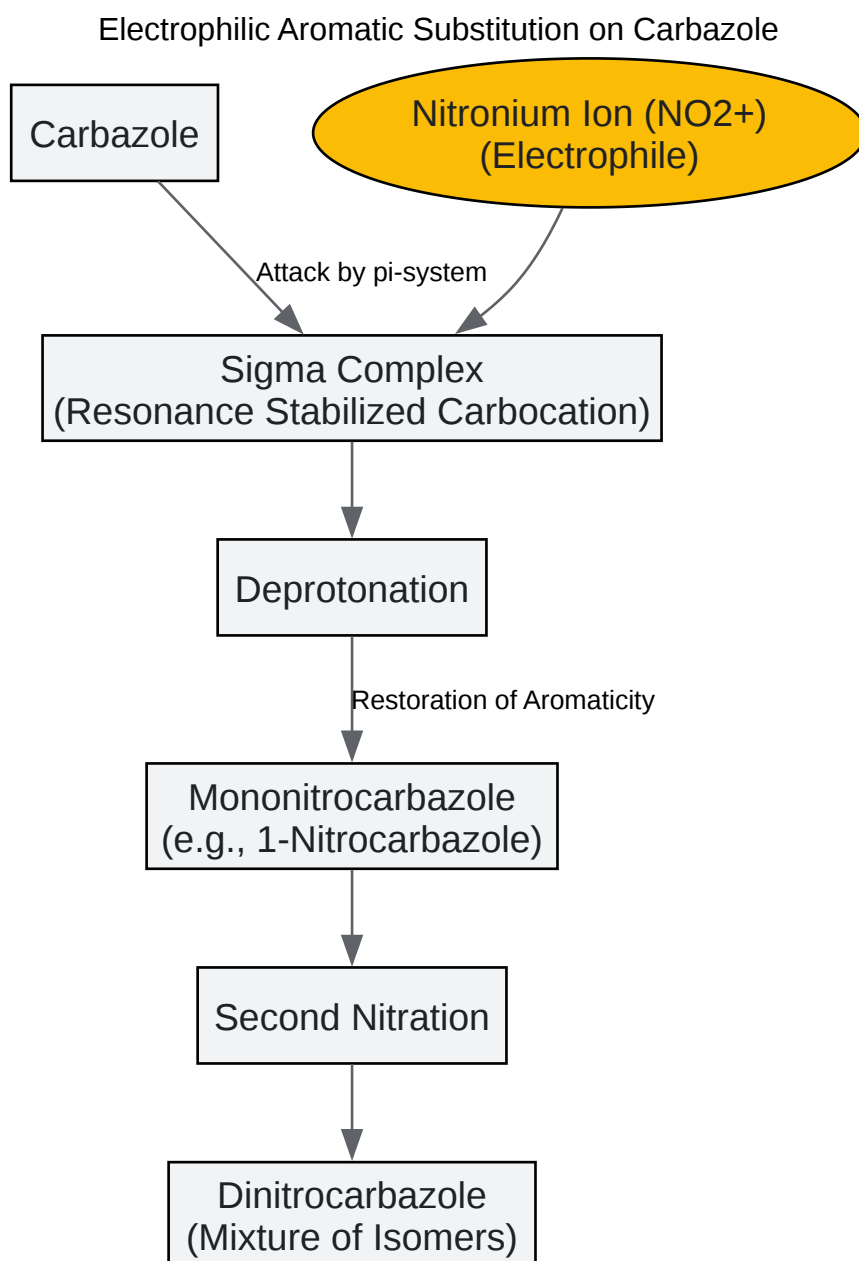 Electrophilic Aromatic Substitution on Carbazole
Carbazole
Nitronium Ion (NO2+)
(Electrophile)
Attack by pi-system
Sigma Complex
(Resonance Stabilized Carbocation)
Deprotonation
Restoration of Aromaticity
Mononitrocarbazole
(e.g., 1-Nitrocarbazole)
Second Nitration
Dinitrocarbazole
(Mixture of Isomers)